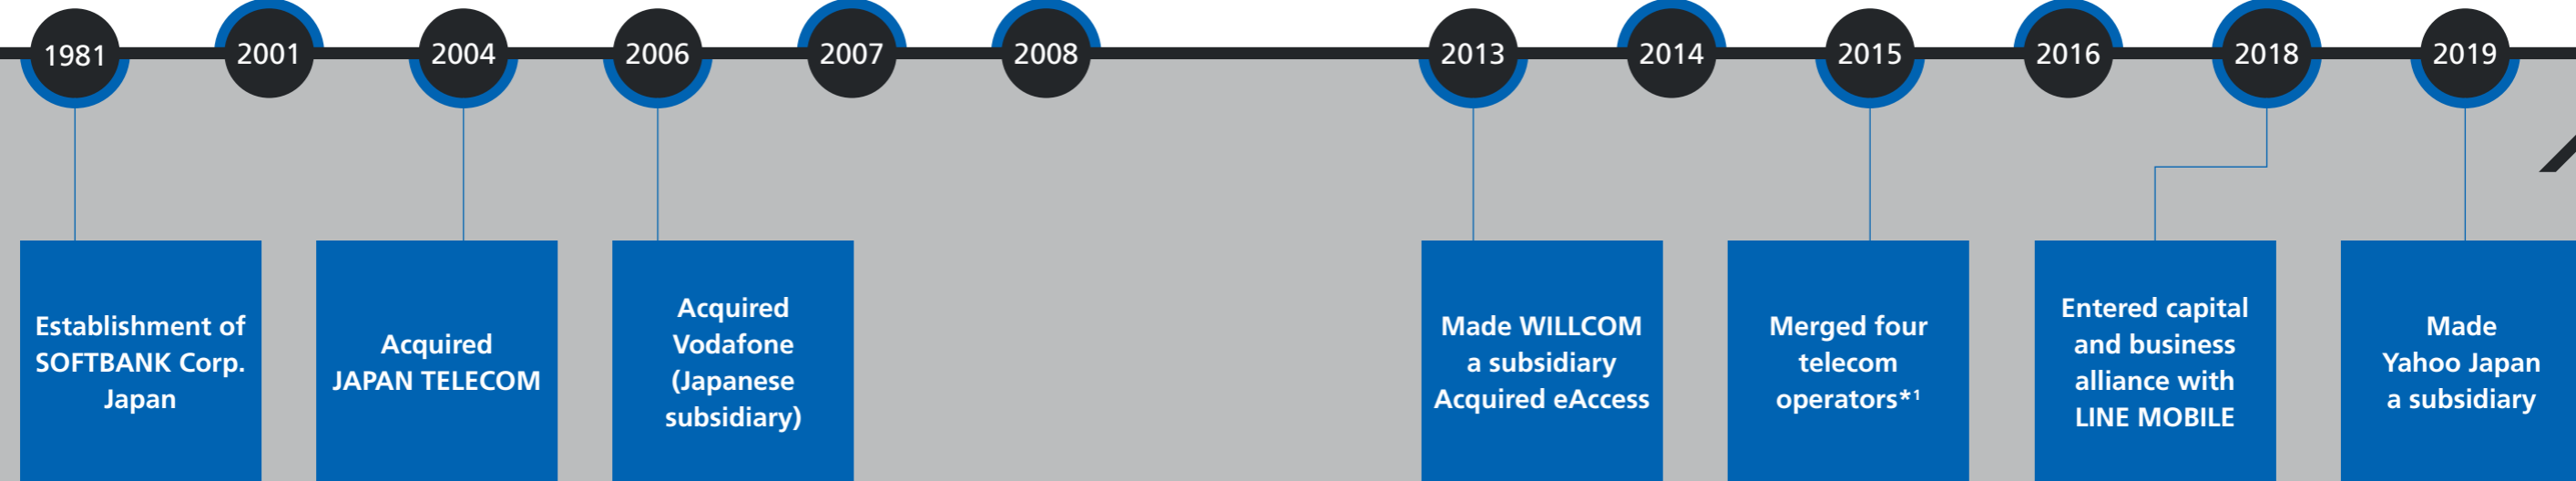 1981
2001
2004
2006
2007
2008
2013
2014
2015
2016
2018
2019
Establishment of
SOFTBANK Corp.
Japan
Acquired
JAPAN TELECOM
Acquired
Vodafone
(Japanese
subsidiary)
Made WILLCOM
a subsidiary
Acquired eAccess
Merged four
telecom
operators*¹
Entered capital
and business
alliance with
LINE MOBILE
Made
Yahoo Japan
a subsidiary